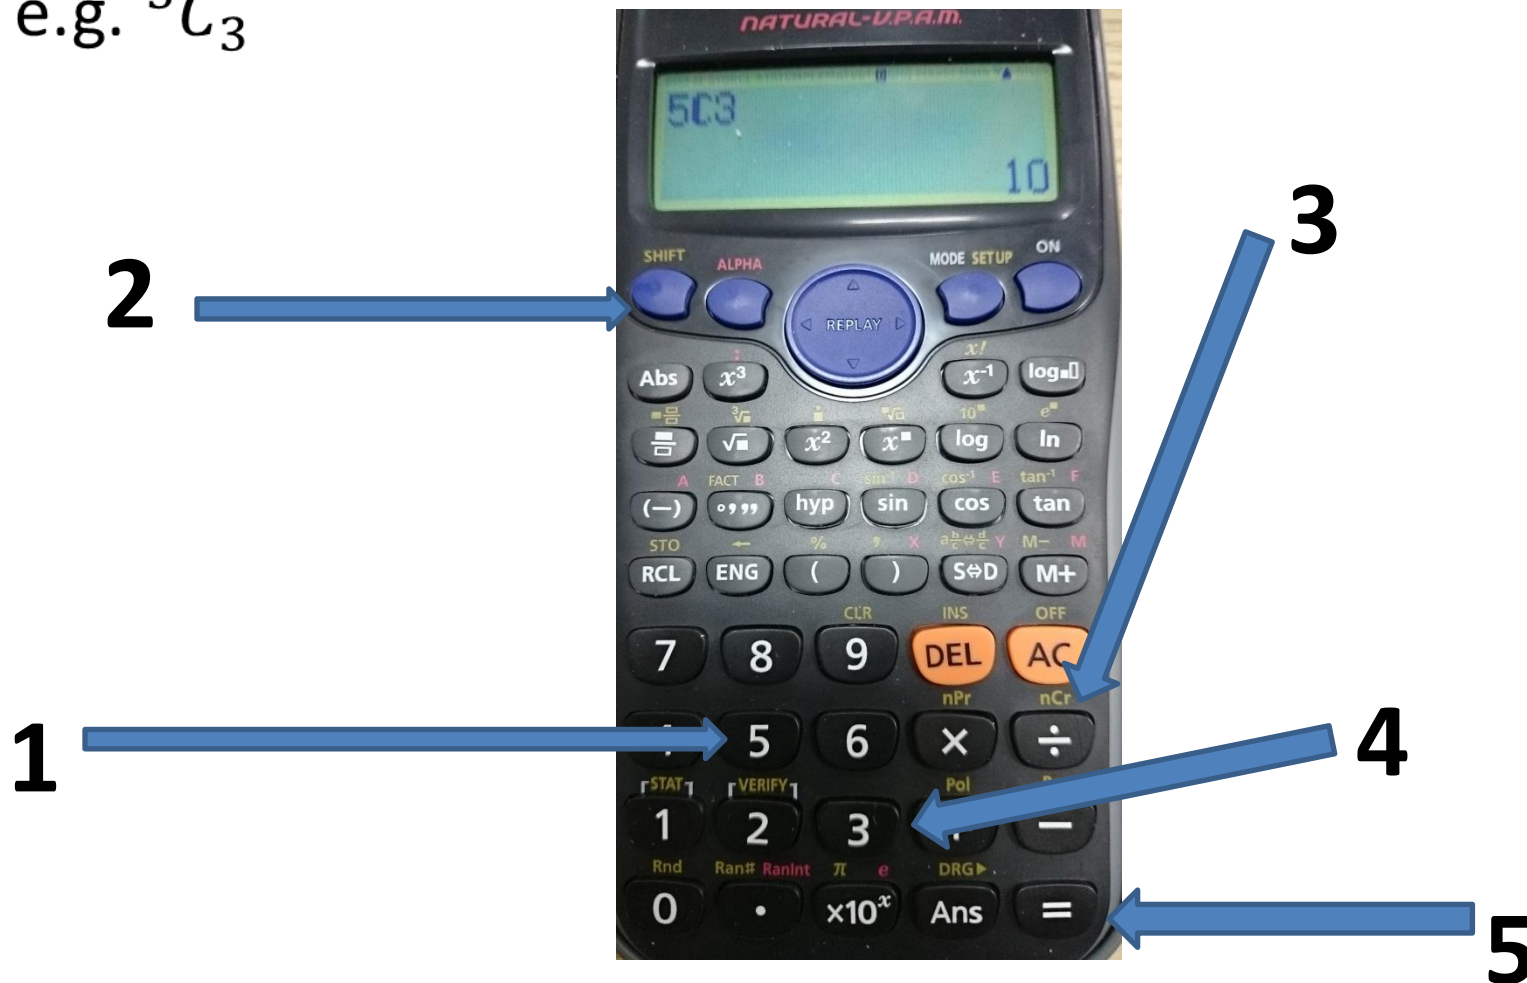 e.g. ⁵C₃
NATURAL-V.P.A.M.
5C3
10
3
2
SHIFT ALPHA MODE SETUP ON
REPLAY
x!
Abs x³ x⁻¹ log■▯
³√■ √□ 10■ e■
√■ x² x■ log ln
A FACT B C sin⁻¹ D cos⁻¹ E tan⁻¹ F
(−) °,,, hyp sin cos tan
STO ← % , X a b/c⇔d/c Y M− M
RCL ENG ( ) S⇔D M+
CLR INS OFF
7 8 9 DEL AC
nPr nCr
1
5 6 × ÷
4
STAT VERIFY Pol
1 2 3 −
Rnd Ran# RanInt π e DRG▶
0 . ×10ˣ Ans =
5